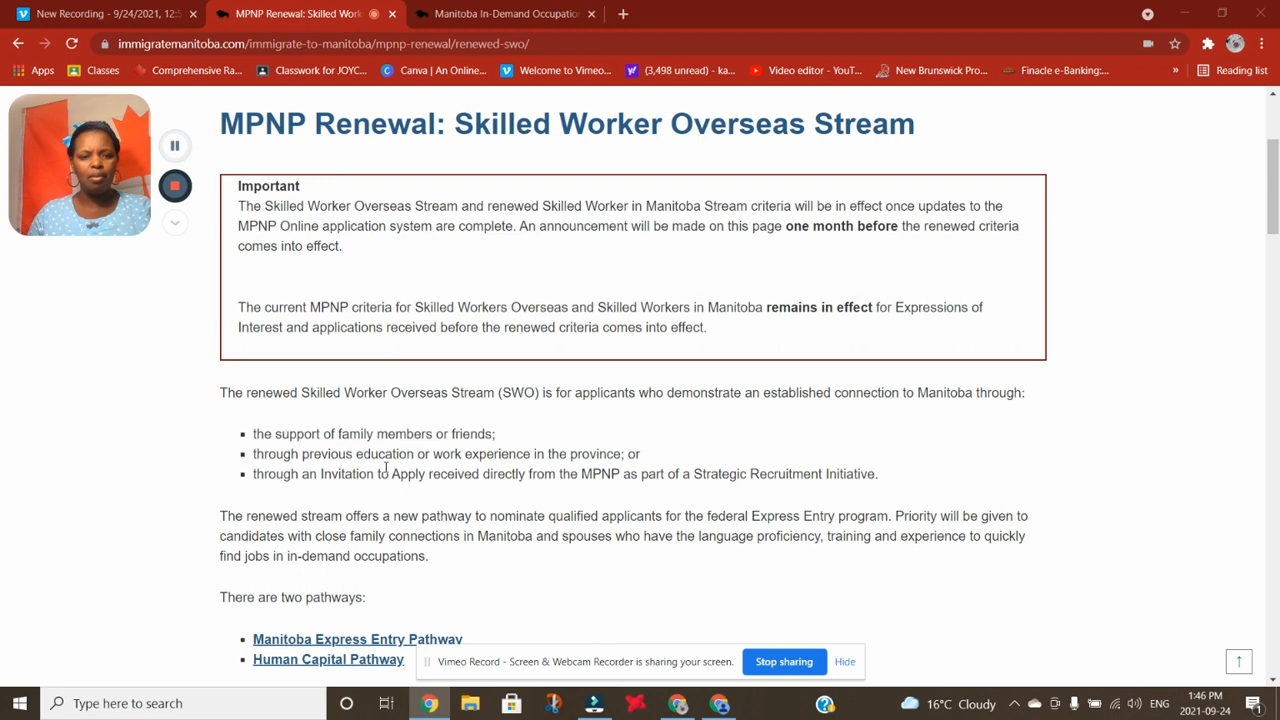 New Recording - 9/24/2021, 12:5
MPNP Renewal: Skilled Work
Manitoba In-Demand Occupatio
immigratemanitoba.com/immigrate-to-manitoba/mpnp-renewal/renewed-swo/
Apps
Classes
Comprehensive Ra...
Classwork for JOYC...
Canva | An Online...
Welcome to Vimeo...
(3,498 unread) - ka...
Video editor - YouT...
New Brunswick Pro...
Finacle e-Banking:...
»
Reading list
MPNP Renewal: Skilled Worker Overseas Stream
Important
The Skilled Worker Overseas Stream and renewed Skilled Worker in Manitoba Stream criteria will be in effect once updates to the
MPNP Online application system are complete. An announcement will be made on this page one month before the renewed criteria
comes into effect.
The current MPNP criteria for Skilled Workers Overseas and Skilled Workers in Manitoba remains in effect for Expressions of
Interest and applications received before the renewed criteria comes into effect.
The renewed Skilled Worker Overseas Stream (SWO) is for applicants who demonstrate an established connection to Manitoba through:
the support of family members or friends;
through previous education or work experience in the province; or
through an Invitation to Apply received directly from the MPNP as part of a Strategic Recruitment Initiative.
The renewed stream offers a new pathway to nominate qualified applicants for the federal Express Entry program. Priority will be given to
candidates with close family connections in Manitoba and spouses who have the language proficiency, training and experience to quickly
find jobs in in-demand occupations.
There are two pathways:
Manitoba Express Entry Pathway
Human Capital Pathway
Vimeo Record - Screen & Webcam Recorder is sharing your screen.
Stop sharing
Hide
Type here to search
16°C Cloudy
ENG
1:46 PM
2021-09-24